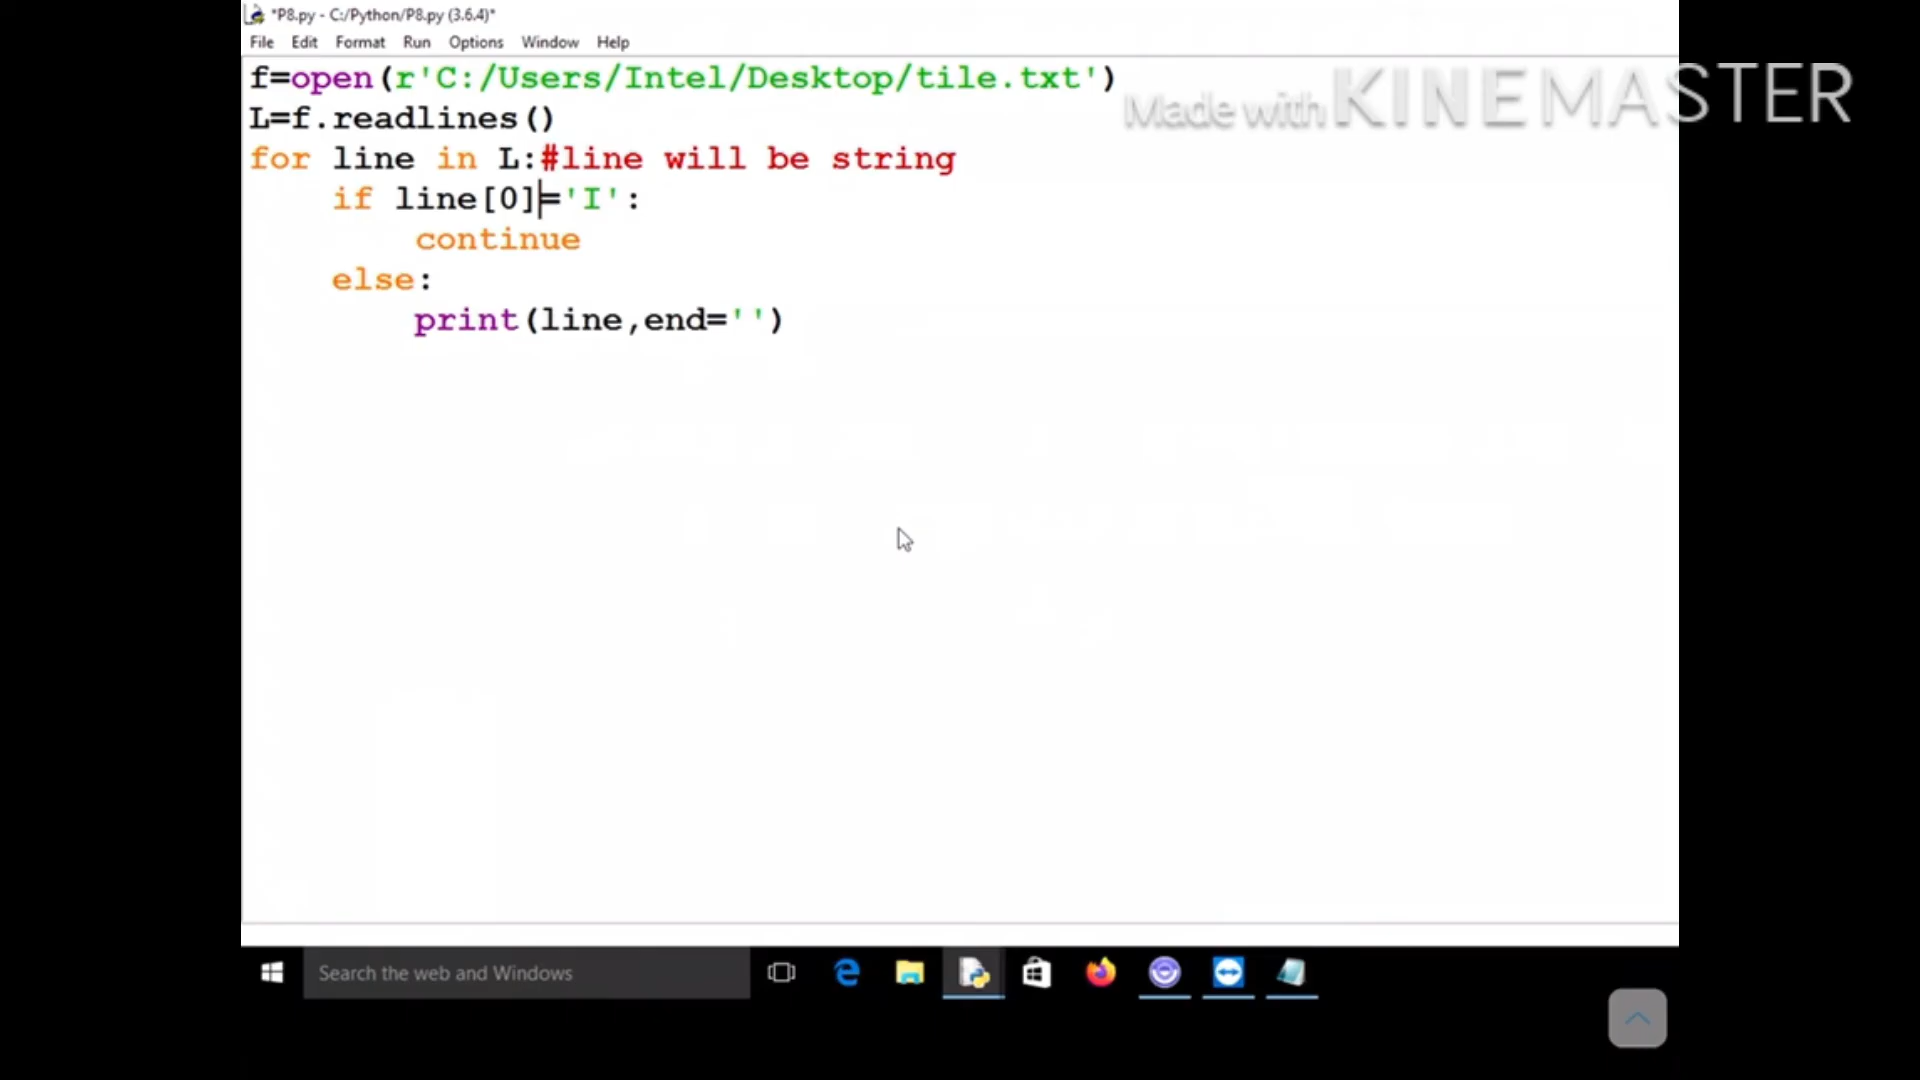 *P8.py - C:/Python/P8.py (3.6.4)*
File Edit Format Run Options Window Help
f=open(r'C:/Users/Intel/Desktop/tile.txt')
Made with KINEMASTER
L=f.readlines()
for line in L:#line will be string
    if line[0]='I':
        continue
    else:
        print(line,end='')
Search the web and Windows